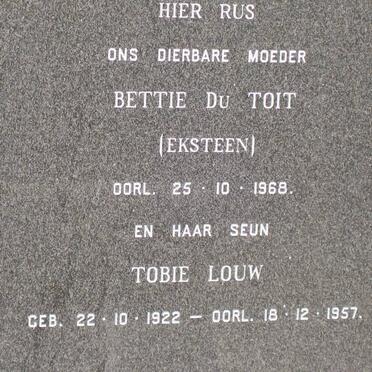 HIER RUS
ONS DIERBARE MOEDER
BETTIE DU TOIT
(EKSTEEN)
OORL. 25 · 10 · 1968.
EN HAAR SEUN
TOBIE LOUW
GEB. 22 · 10 · 1922 — OORL. 18 · 12 · 1957.